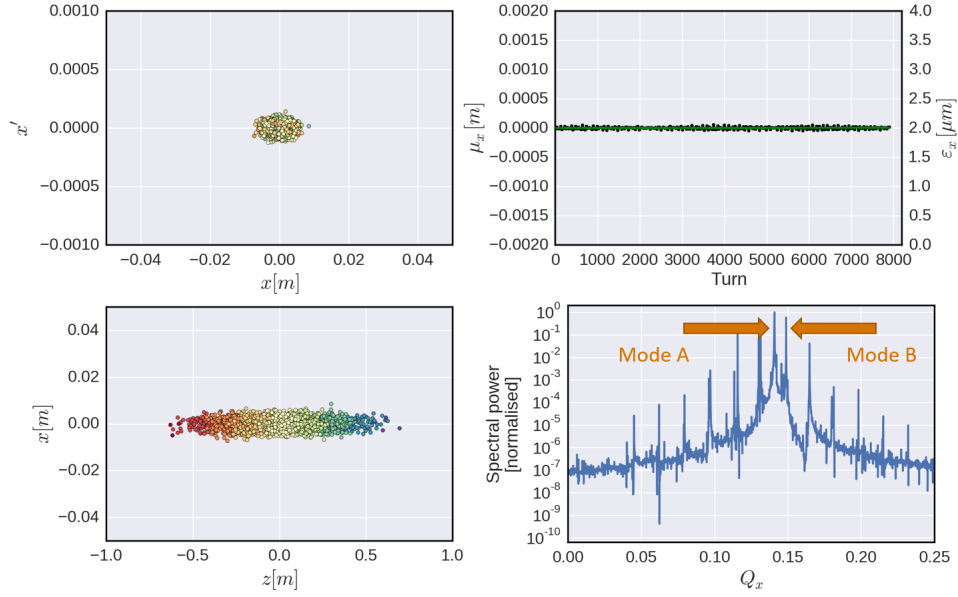 0.0010
0.0005
0.0000
−0.0005
−0.0010
x′
−0.04 −0.02 0.00 0.02 0.04
x[m]
0.0020
0.0015
0.0010
0.0005
0.0000
−0.0005
−0.0010
−0.0015
−0.0020
μx [m]
4.0
3.5
3.0
2.5
2.0
1.5
1.0
0.5
0.0
εx [μm]
0 1000 2000 3000 4000 5000 6000 7000 8000
Turn
0.04
0.02
0.00
−0.02
−0.04
x[m]
−1.0 −0.5 0.0 0.5 1.0
z[m]
10^0
10^-1
10^-2
10^-3
10^-4
10^-5
10^-6
10^-7
10^-8
10^-9
10^-10
Spectral power
[normalised]
Mode A Mode B
0.00 0.05 0.10 0.15 0.20 0.25
Qx